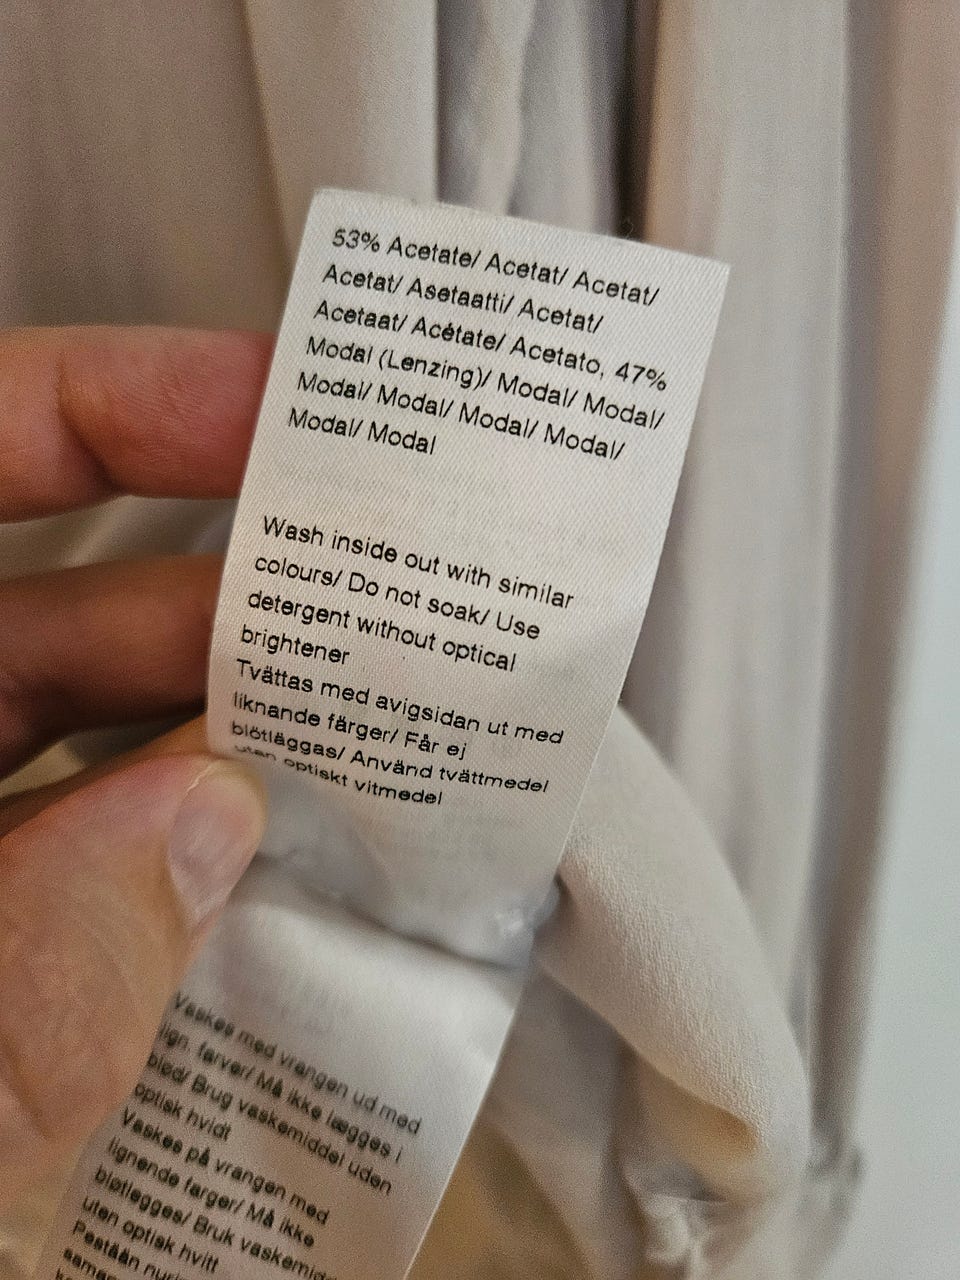 53% Acetate/ Acetat/ Acetat/
Acetat/ Asetaatti/ Acetat/
Acetaat/ Acétate/ Acetato, 47%
Modal (Lenzing)/ Modal/ Modal/
Modal/ Modal/ Modal/ Modal/
Modal/ Modal
Wash inside out with similar
colours/ Do not soak/ Use
detergent without optical
brightener
Tvättas med avigsidan ut med
liknande färger/ Får ej
blötläggas/ Använd tvättmedel
utan optiskt vitmedel
Vaskes med vrangen ud med
lign. farver/ Må ikke lægges i
blød/ Brug vaskemiddel uden
optisk hvidt
Vaskes på vrangen med
lignende farger/ Må ikke
bløtlegges/ Bruk vaskemid
uten optisk hvitt
Pestään nurin
saman